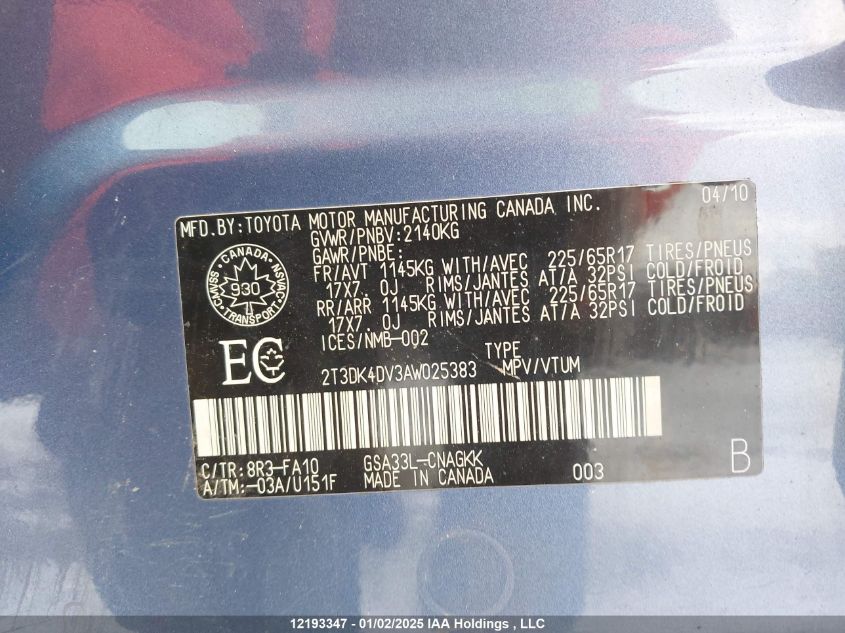 04/10
MFD.BY:TOYOTA MOTOR MANUFACTURING CANADA INC.
GVWR/PNBV:2140KG
GAWR/PNBE:
FR/AVT 1145KG WITH/AVEC 225/65R17 TIRES/PNEUS
17X7.0J RIMS/JANTES AT/A 32PSI COLD/FROID
RR/ARR 1145KG WITH/AVEC 225/65R17 TIRES/PNEUS
17X7.0J RIMS/JANTES AT/A 32PSI COLD/FROID
ICES/NMB-002
CANADA
930
TRANSPORT
CMVSS
NSVAC
EC
TYPE
2T3DK4DV3AW025383 MPV/VTUM
C/TR:8R3-FA10 GSA33L-CNAGKK
A/TM:-03A/U151F MADE IN CANADA 003 B
12193347 - 01/02/2025 IAA Holdings , LLC